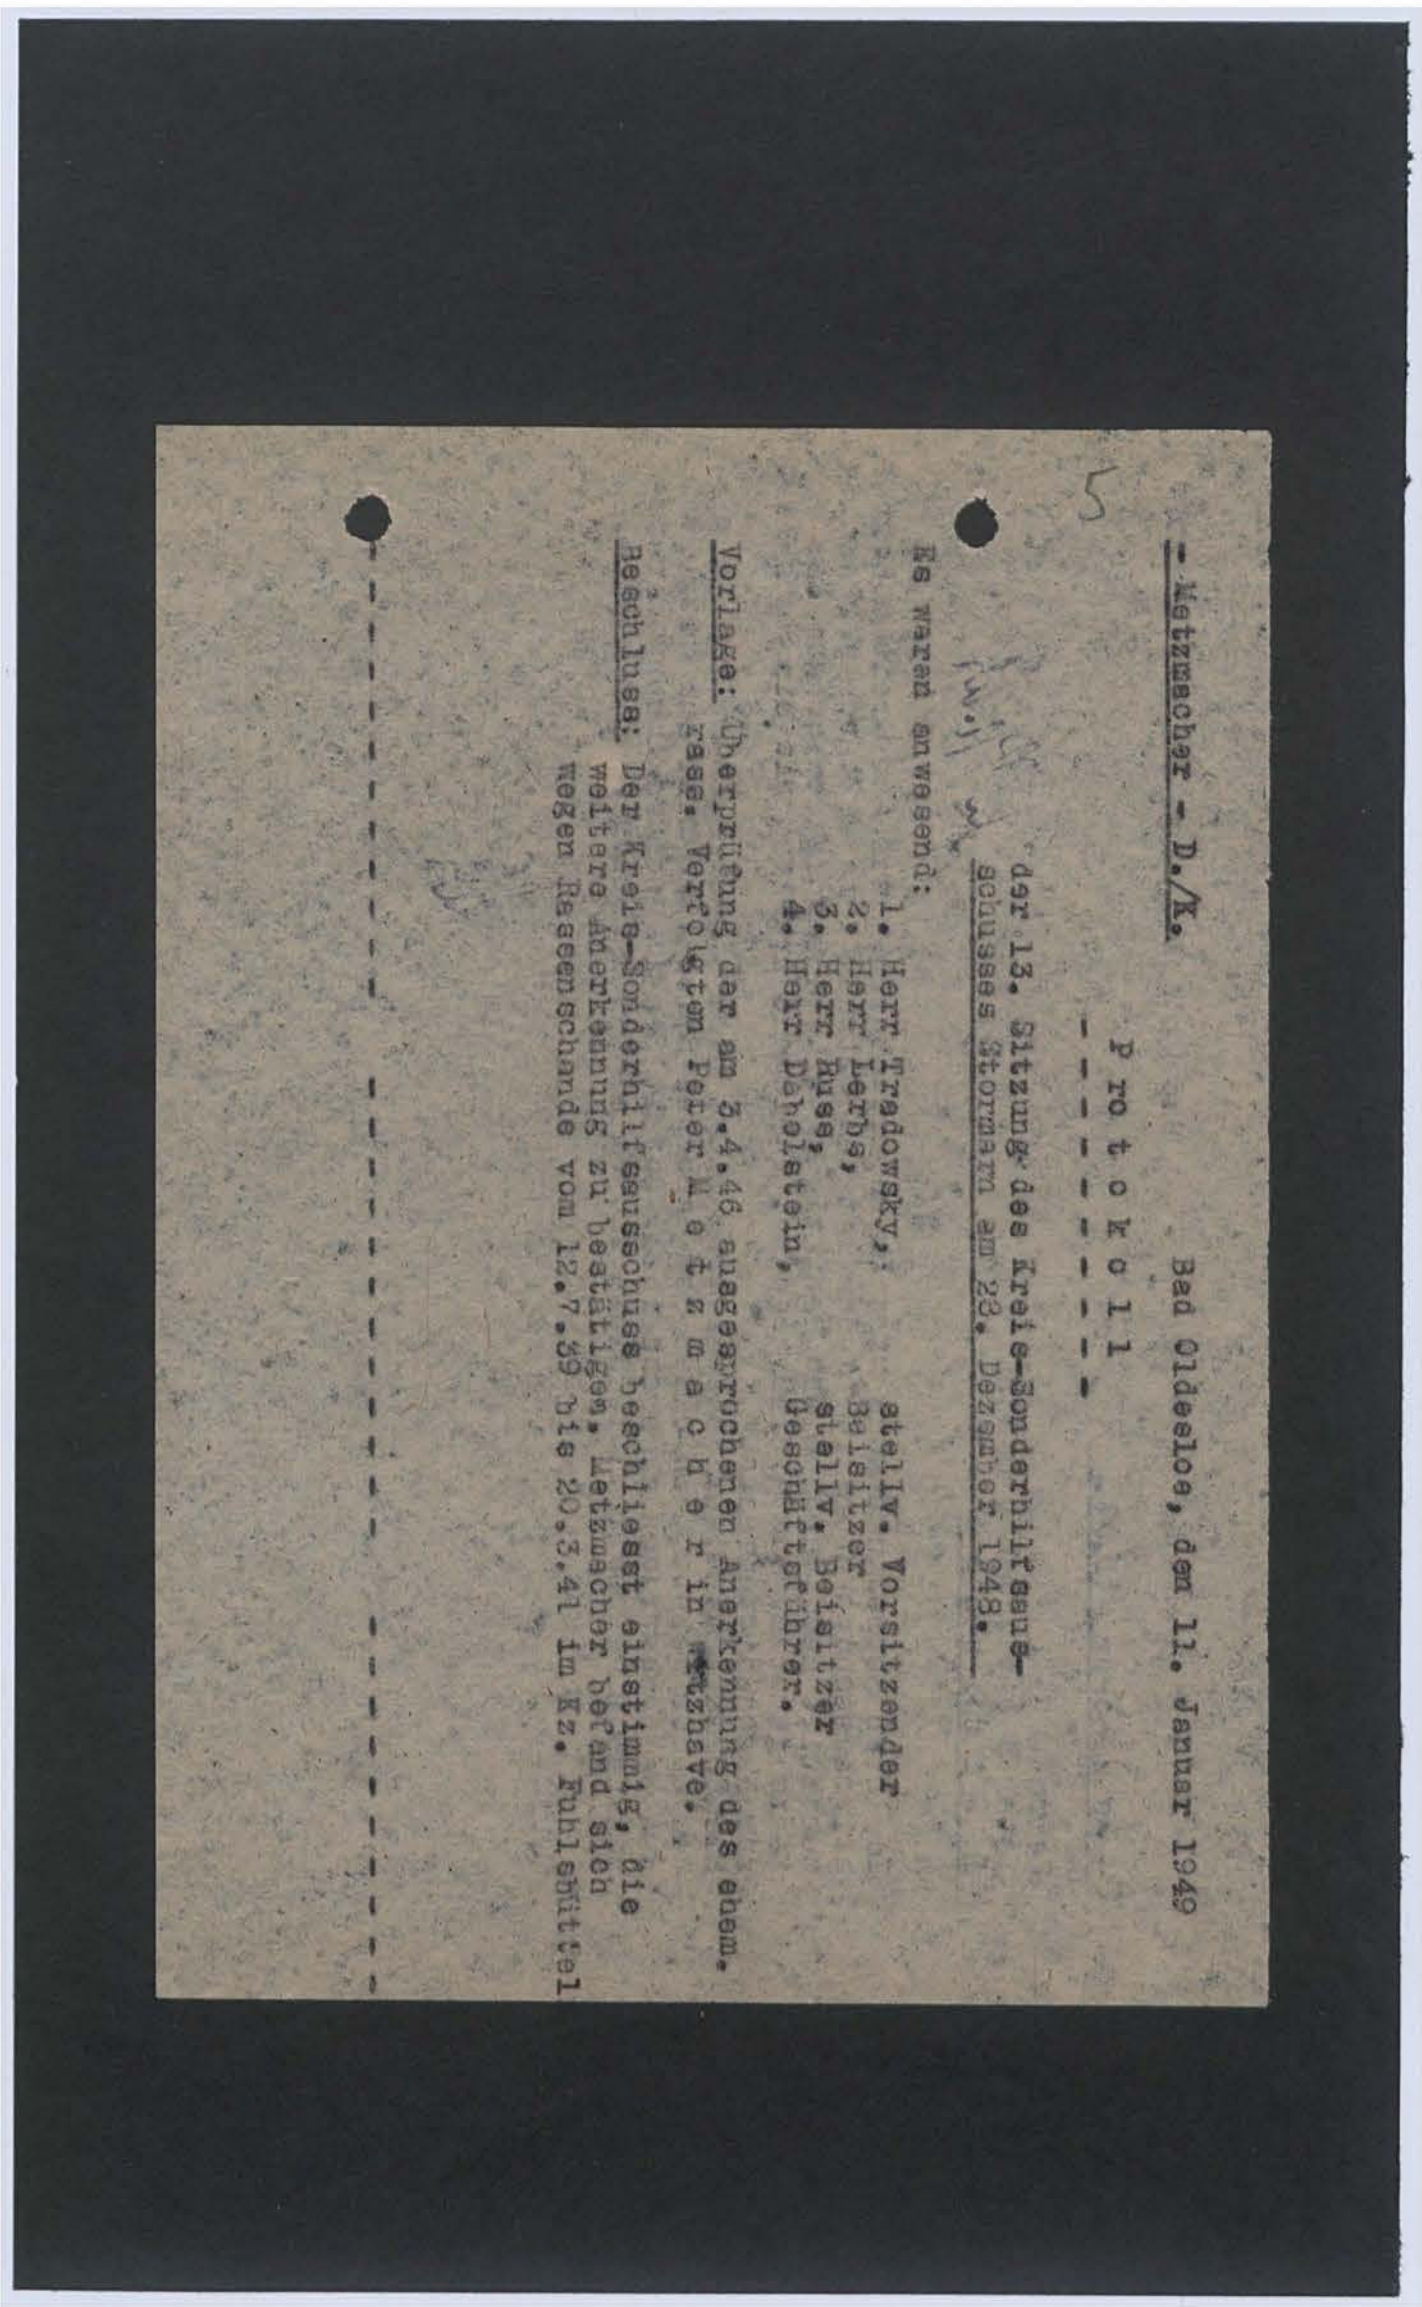 - Metzmacher - D./K. Bad Oldesloe, den 11. Januar 1949
5
P r o t o k o l l
- - - - - - - - - -
der 13. Sitzung des Kreis-Sonderhilfsaus-
schusses Stormarn am 28. Dezember 1948.
Es waren anwesend:
1. Herr Tradowsky, stellv. Vorsitzender
2. Herr Lerbs, Beisitzer
3. Herr Russ, stellv. Beisitzer
4. Herr Dabelstein, Geschäftsführer.
Vorlage: Überprüfung der am 3.4.46 ausgesprochenen Anerkennung des ehem.
rass. Verfolgten Peter M e t z m a c h e r in Witzhave.
Beschluss: Der Kreis-Sonderhilfsausschuss beschliesst einstimmig, die
weitere Anerkennung zu bestätigen. Metzmacher befand sich
wegen Rassenschande vom 12.7.39 bis 20.3.41 im Kz. Fuhlsbüttel
- - - - - - - - - - - - - - - - - - - - - - - - - - - - - -